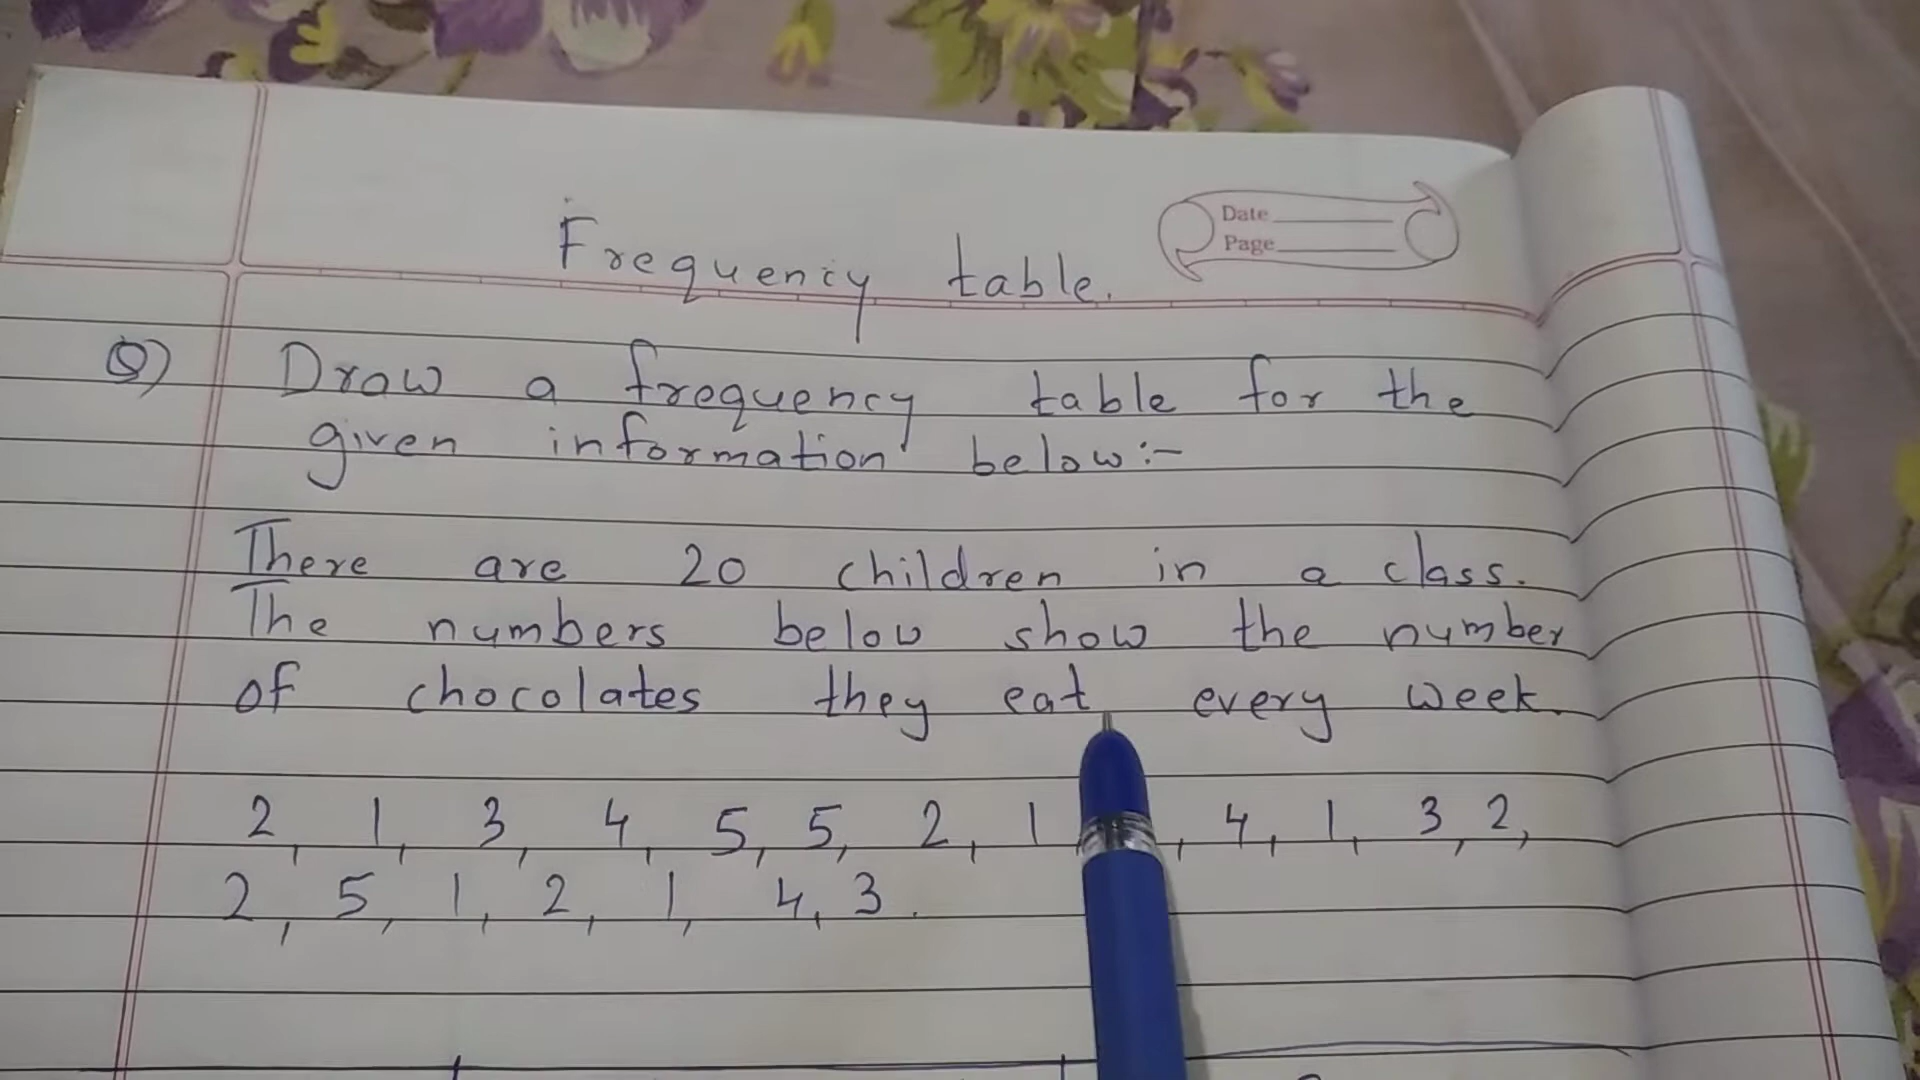 Date
Page
Frequency table.
Q) Draw a frequency table for the
given information below:-
There are 20 children in a class.
The numbers below show the number
of chocolates they eat every week.
2, 1, 3, 4, 5, 5, 2, 1 , 4, 1, 3, 2,
2, 5, 1, 2, 1, 4, 3.